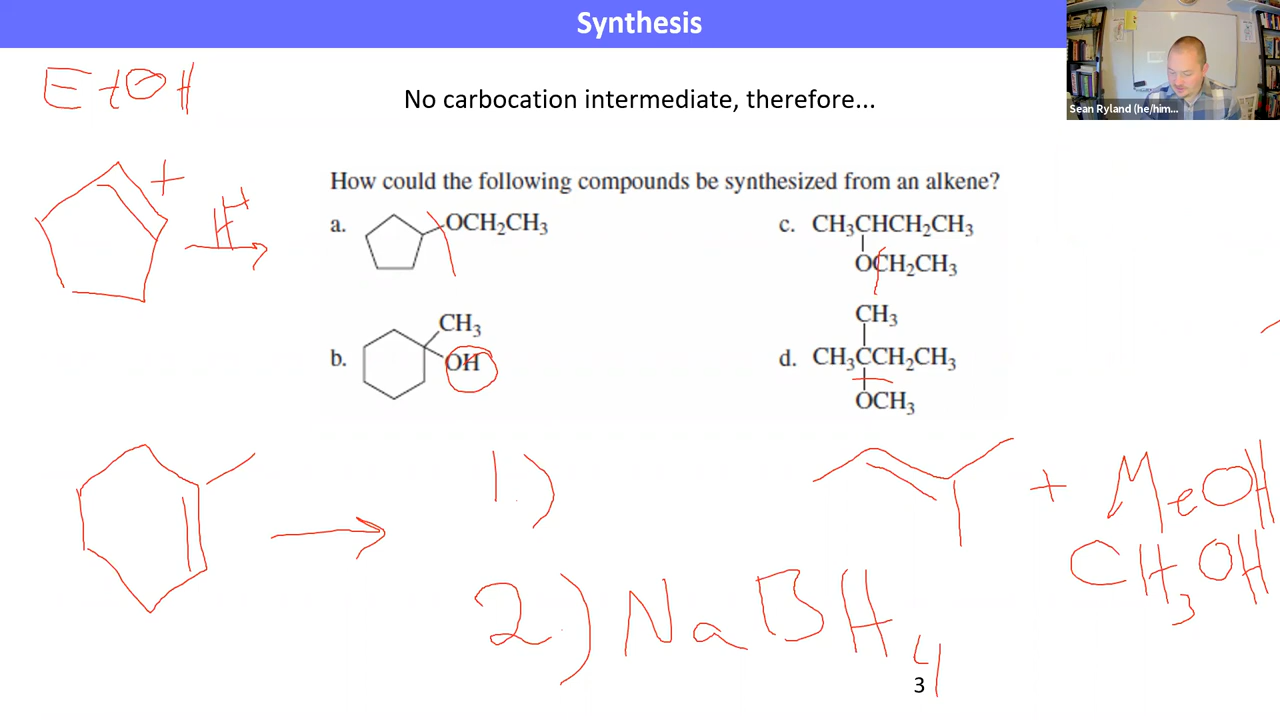 Synthesis
EtOH
No carbocation intermediate, therefore...
Sean Ryland (he/him...
+
H+
How could the following compounds be synthesized from an alkene?
a.
OCH2CH3
c. CH3CHCH2CH3
OCH2CH3
b.
CH3
OH
CH3
d. CH3CCH2CH3
OCH3
1.)
+ MeOH
CH3OH
2.) NaBH4
3